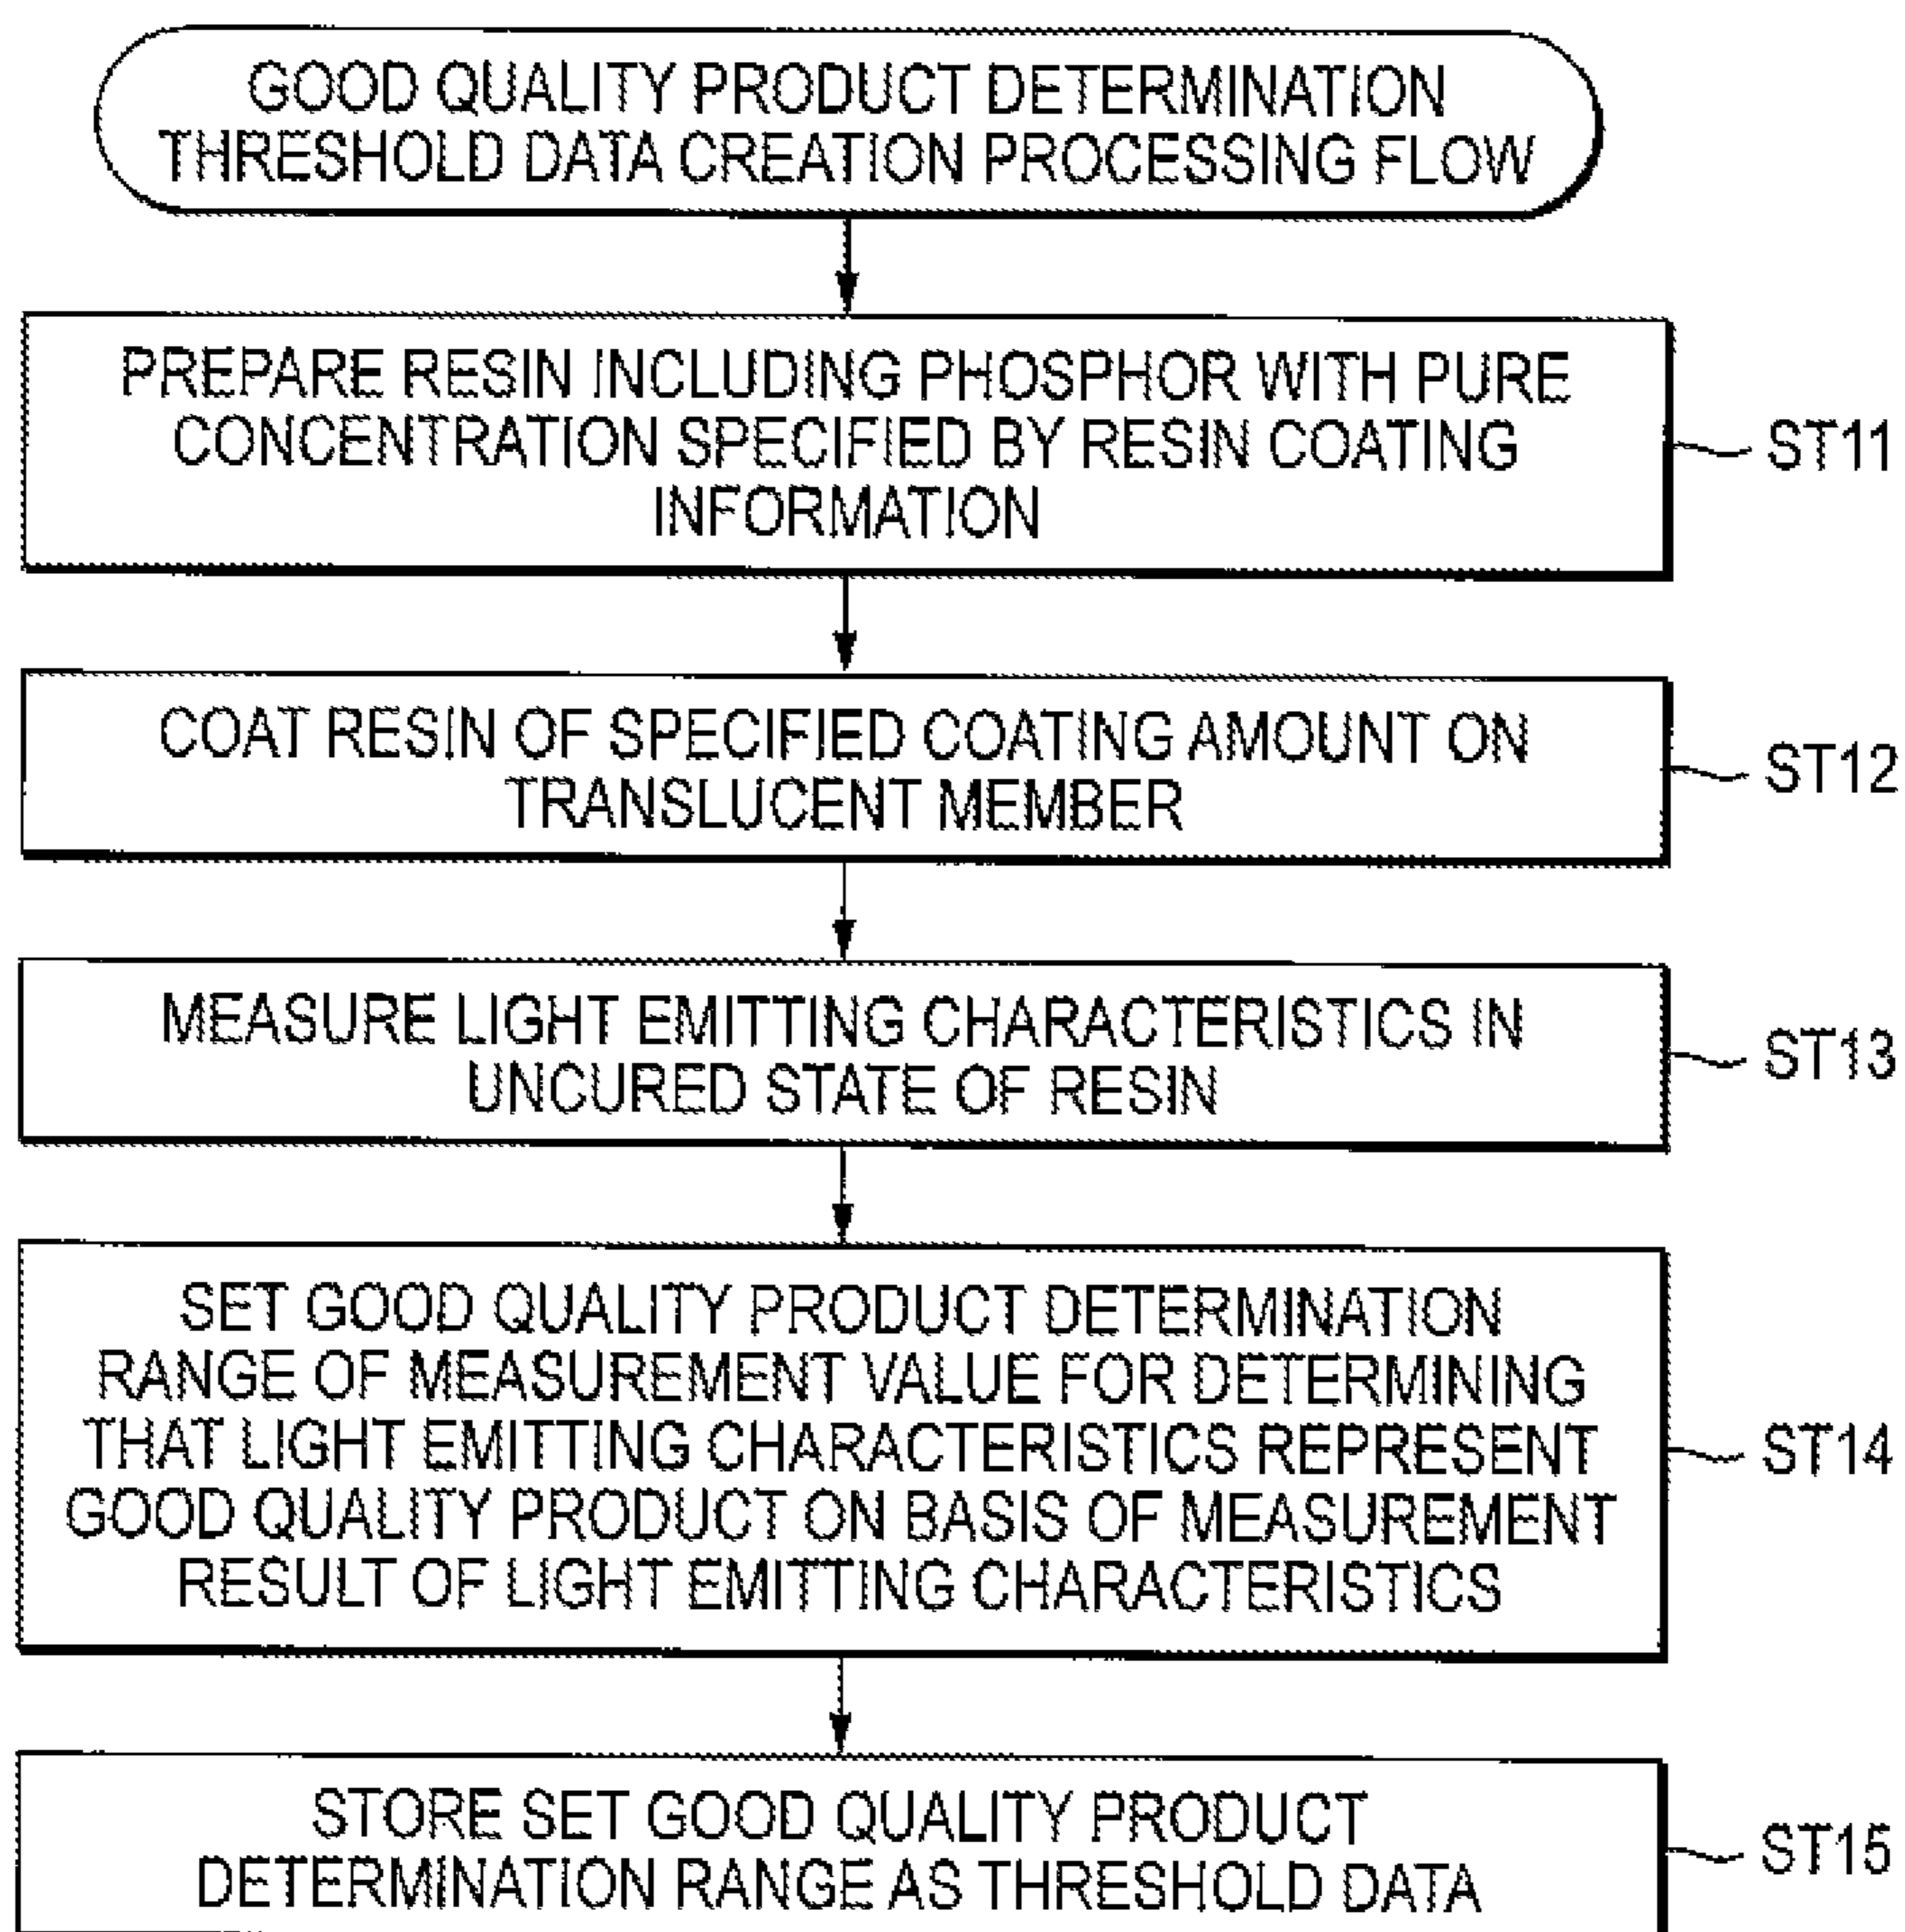 GOOD QUALITY PRODUCT DETERMINATION
THRESHOLD DATA CREATION PROCESSING FLOW
PREPARE RESIN INCLUDING PHOSPHOR WITH PURE
CONCENTRATION SPECIFIED BY RESIN COATING
INFORMATION
ST11
COAT RESIN OF SPECIFIED COATING AMOUNT ON
TRANSLUCENT MEMBER
ST12
MEASURE LIGHT EMITTING CHARACTERISTICS IN
UNCURED STATE OF RESIN
ST13
SET GOOD QUALITY PRODUCT DETERMINATION
RANGE OF MEASUREMENT VALUE FOR DETERMINING
THAT LIGHT EMITTING CHARACTERISTICS REPRESENT
GOOD QUALITY PRODUCT ON BASIS OF MEASUREMENT
RESULT OF LIGHT EMITTING CHARACTERISTICS
ST14
STORE SET GOOD QUALITY PRODUCT
DETERMINATION RANGE AS THRESHOLD DATA
ST15